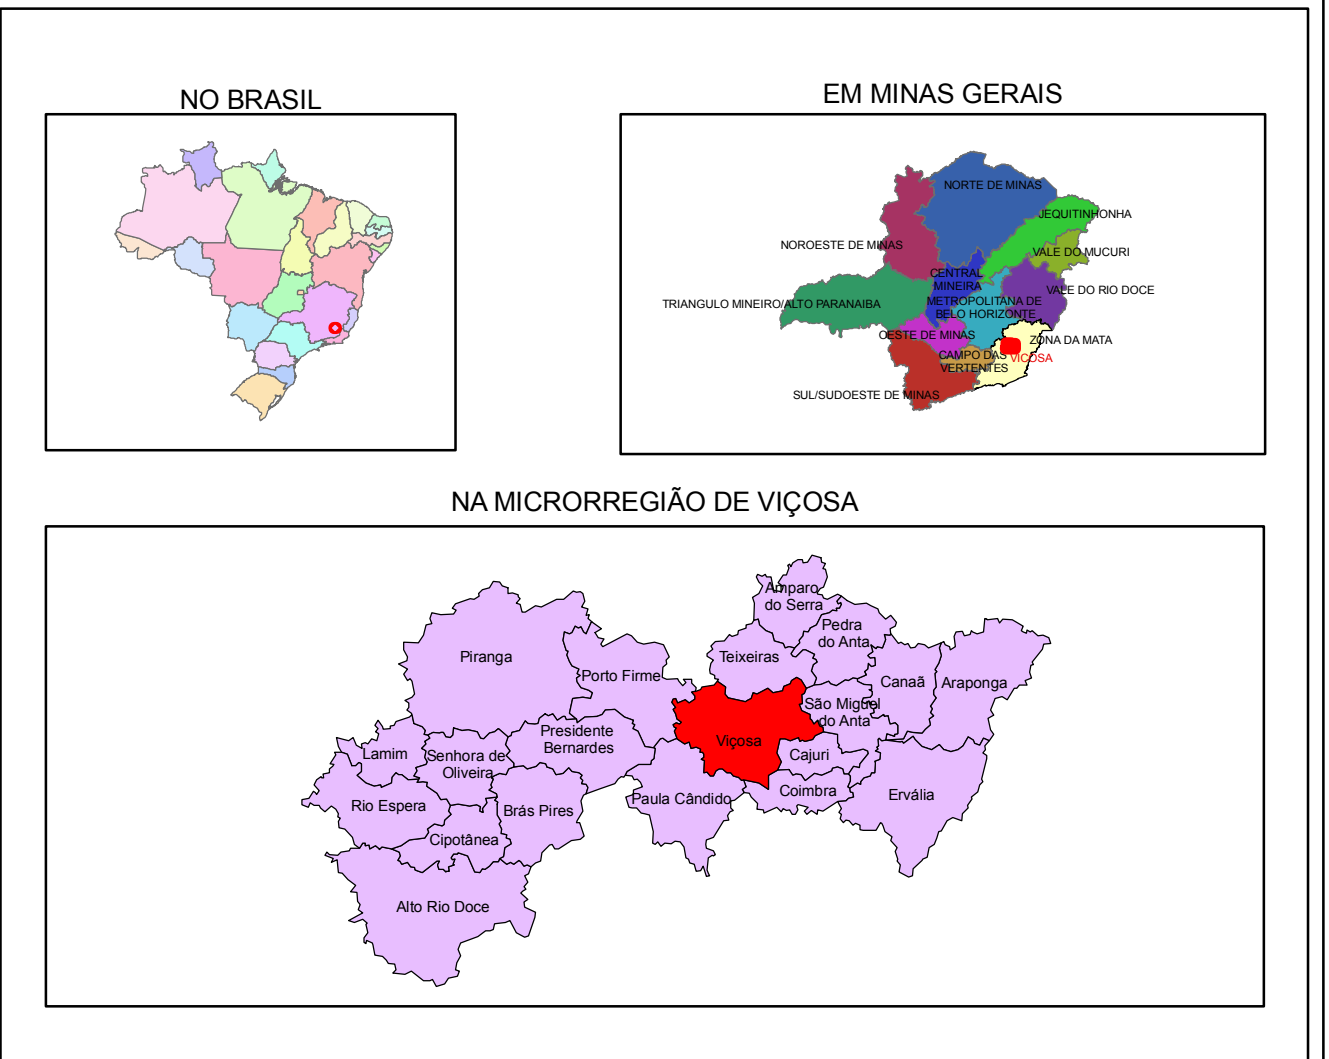 NO BRASIL
EM MINAS GERAIS
NORTE DE MINAS
JEQUITINHONHA
NOROESTE DE MINAS
VALE DO MUCURI
CENTRAL
MINEIRA
VALE DO RIO DOCE
TRIANGULO MINEIRO/ALTO PARANAIBA
METROPOLITANA DE
BELO HORIZONTE
OESTE DE MINAS
ZONA DA MATA
CAMPO DAS
VERTENTES
VIÇOSA
SUL/SUDOESTE DE MINAS
NA MICRORREGIÃO DE VIÇOSA
Amparo
do Serra
Pedra
do Anta
Piranga
Teixeiras
Porto Firme
Canaã
Araponga
São Miguel
do Anta
Presidente
Bernardes
Viçosa
Lamim
Senhora de
Oliveira
Cajuri
Coimbra
Ervália
Paula Cândido
Rio Espera
Brás Pires
Cipotânea
Alto Rio Doce